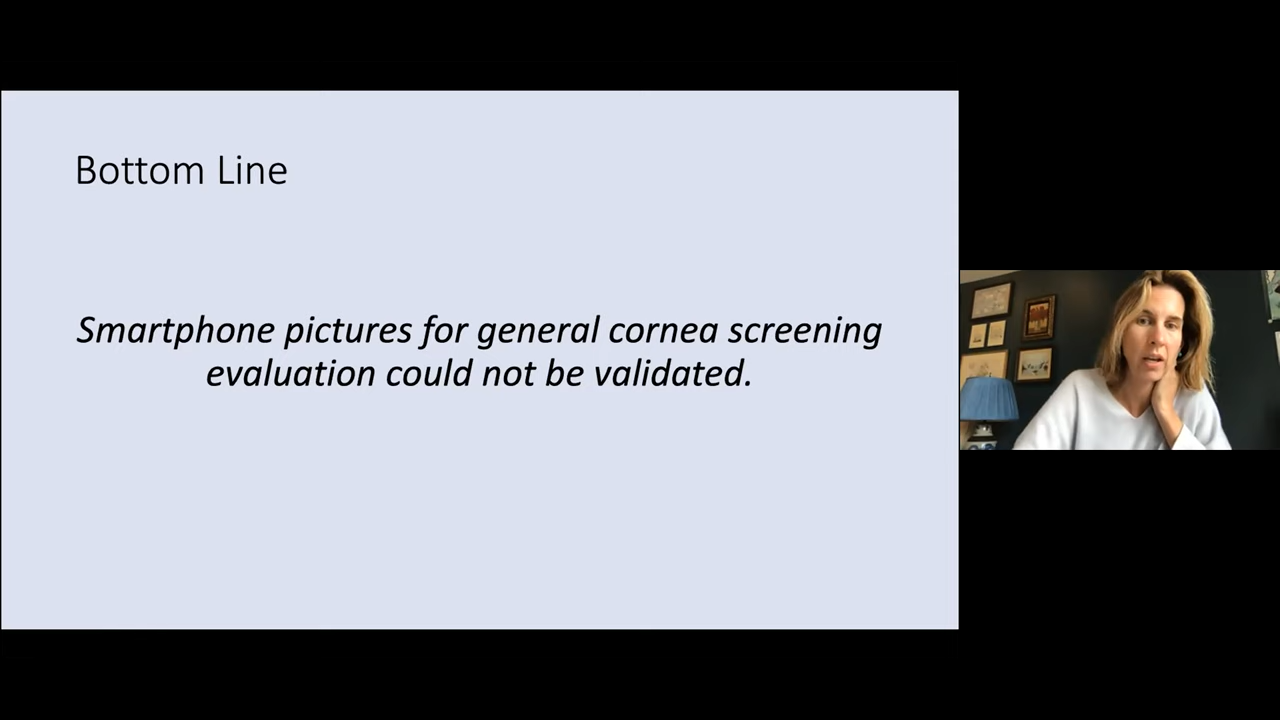 Bottom Line
Smartphone pictures for general cornea screening
evaluation could not be validated.